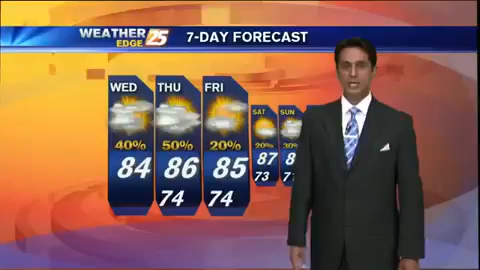 WEATHER
EDGE 25
7-DAY FORECAST
WED THU FRI
SAT SUN
40% 50% 20% 20% 30%
84 86 85 87
74 74 73